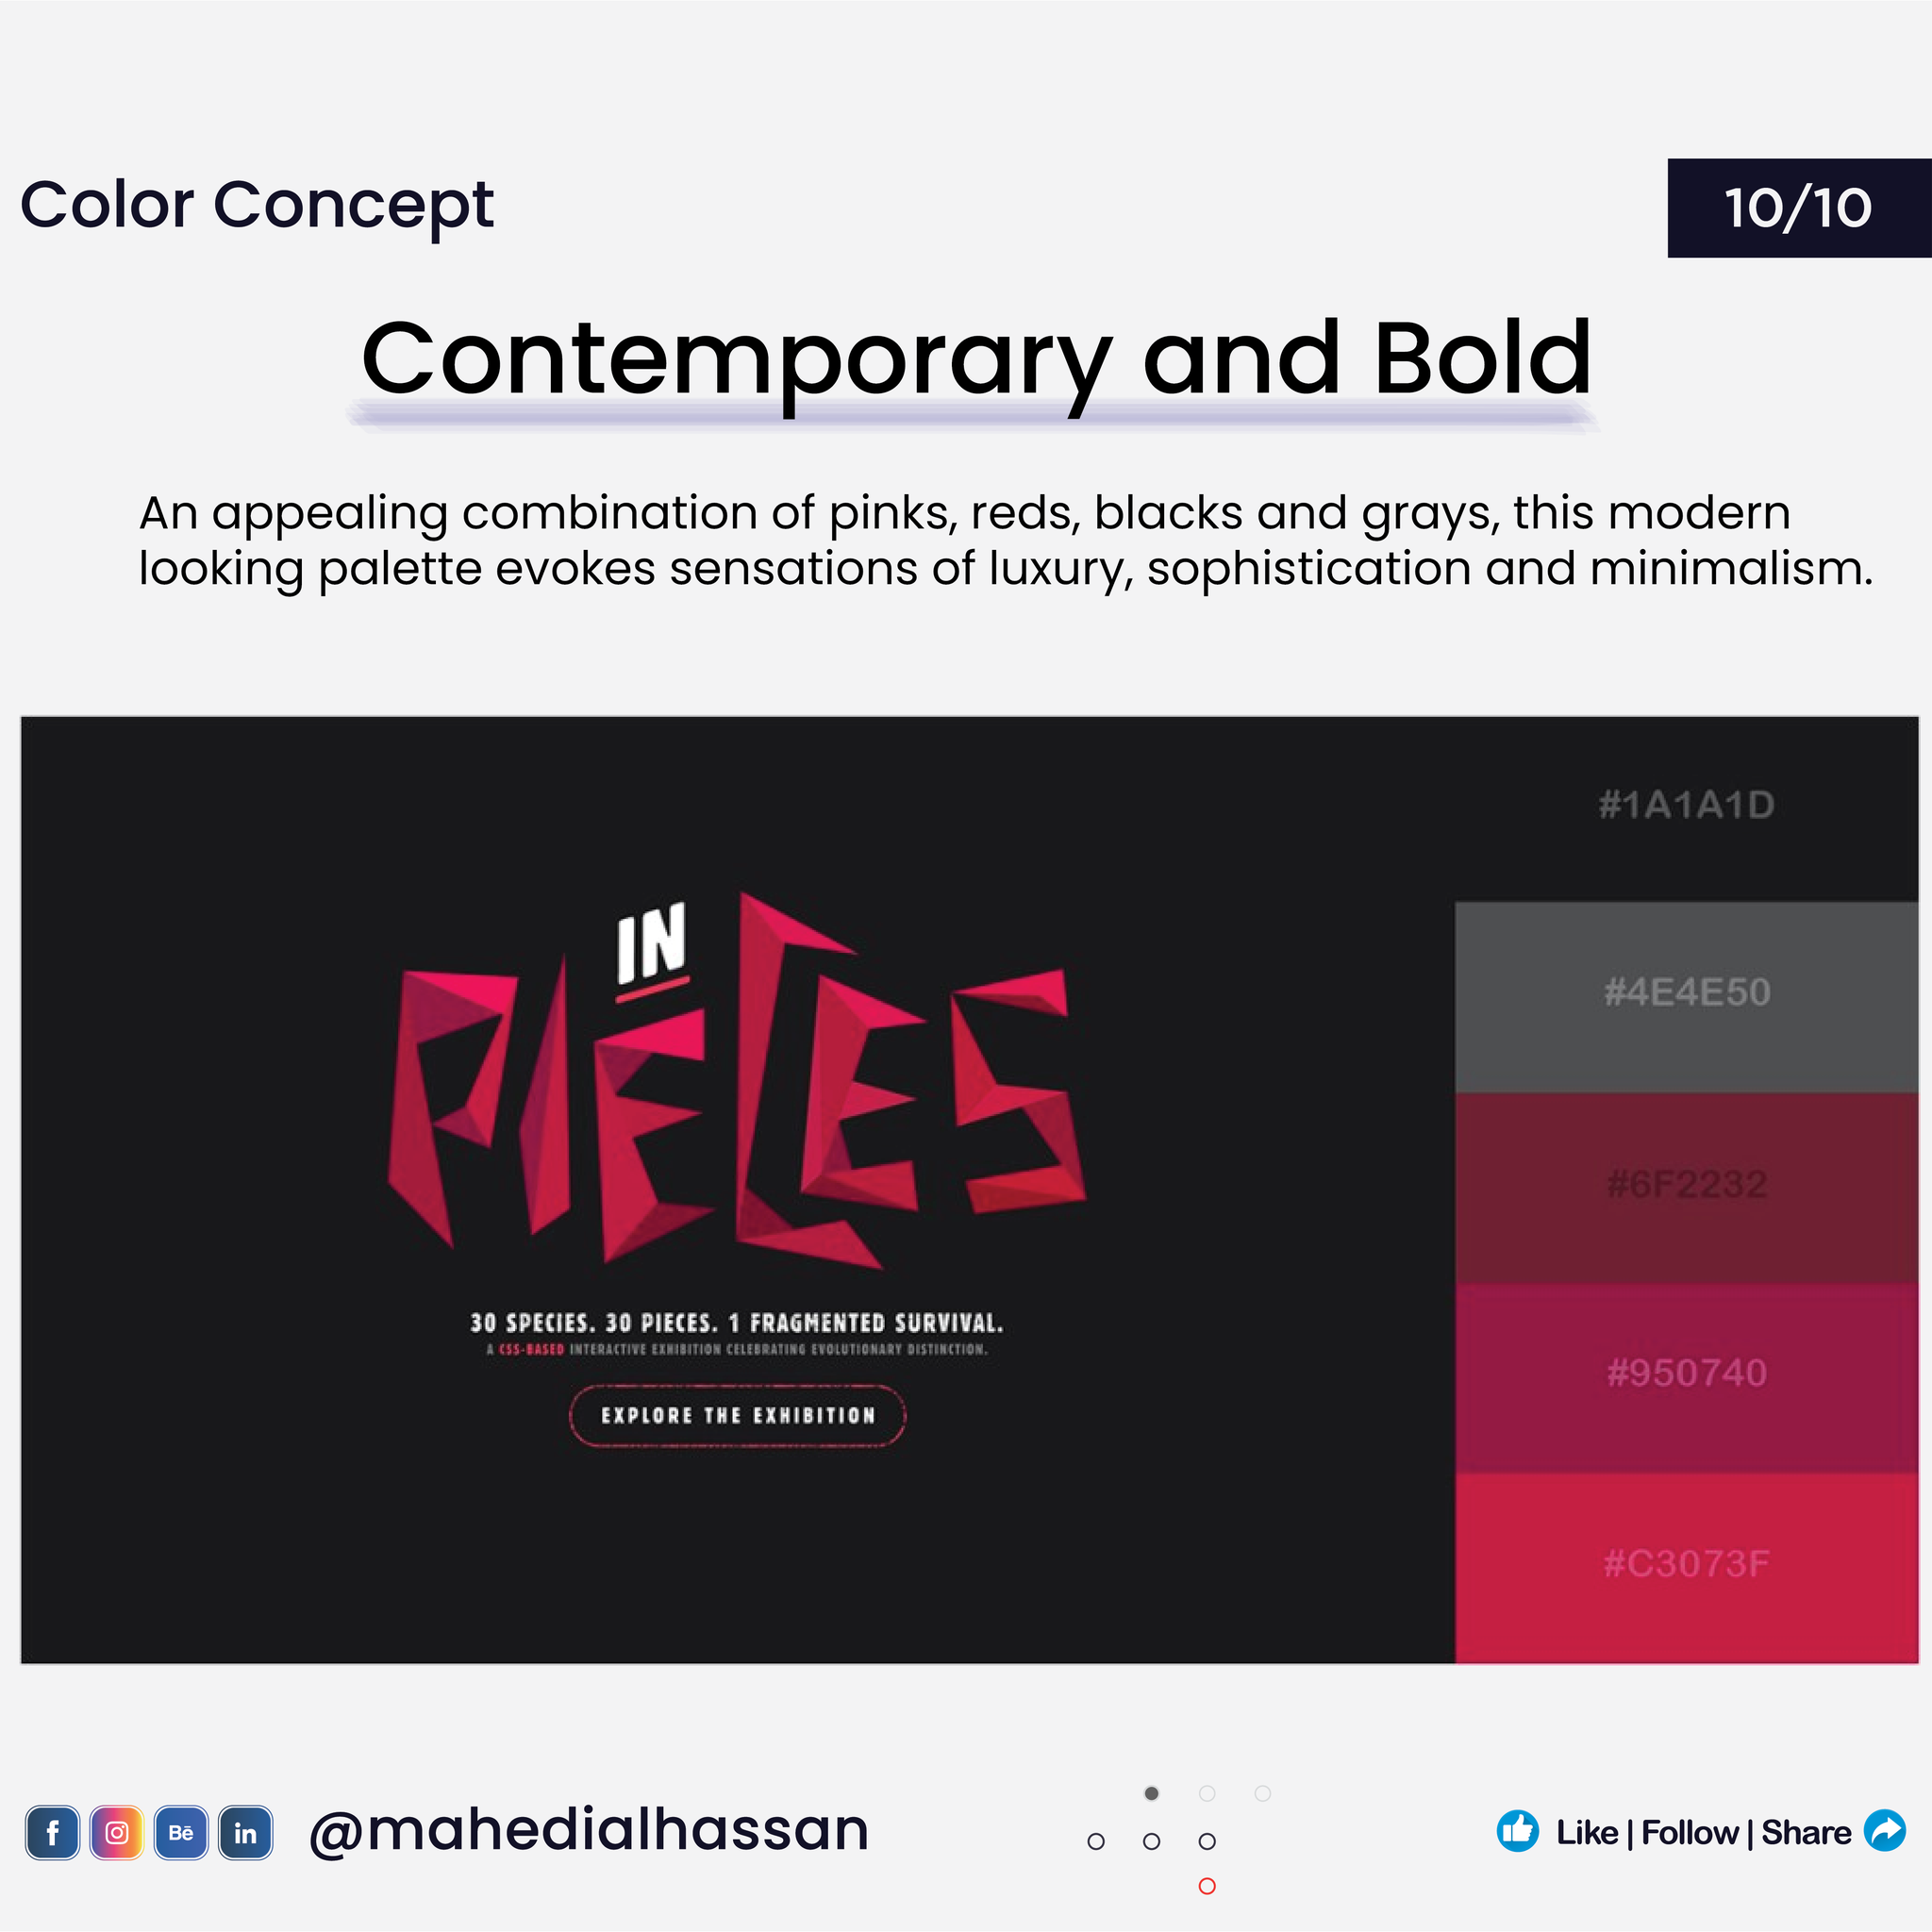 Color Concept
10/10
Contemporary and Bold
An appealing combination of pinks, reds, blacks and grays, this modern
looking palette evokes sensations of luxury, sophistication and minimalism.
IN
PIECES
30 SPECIES. 30 PIECES. 1 FRAGMENTED SURVIVAL.
A CSS-BASED INTERACTIVE EXHIBITION CELEBRATING EVOLUTIONARY DISTINCTION.
EXPLORE THE EXHIBITION
#1A1A1D
#4E4E50
#6F2232
#950740
#C3073F
f
Bē
in
@mahedialhassan
Like | Follow | Share